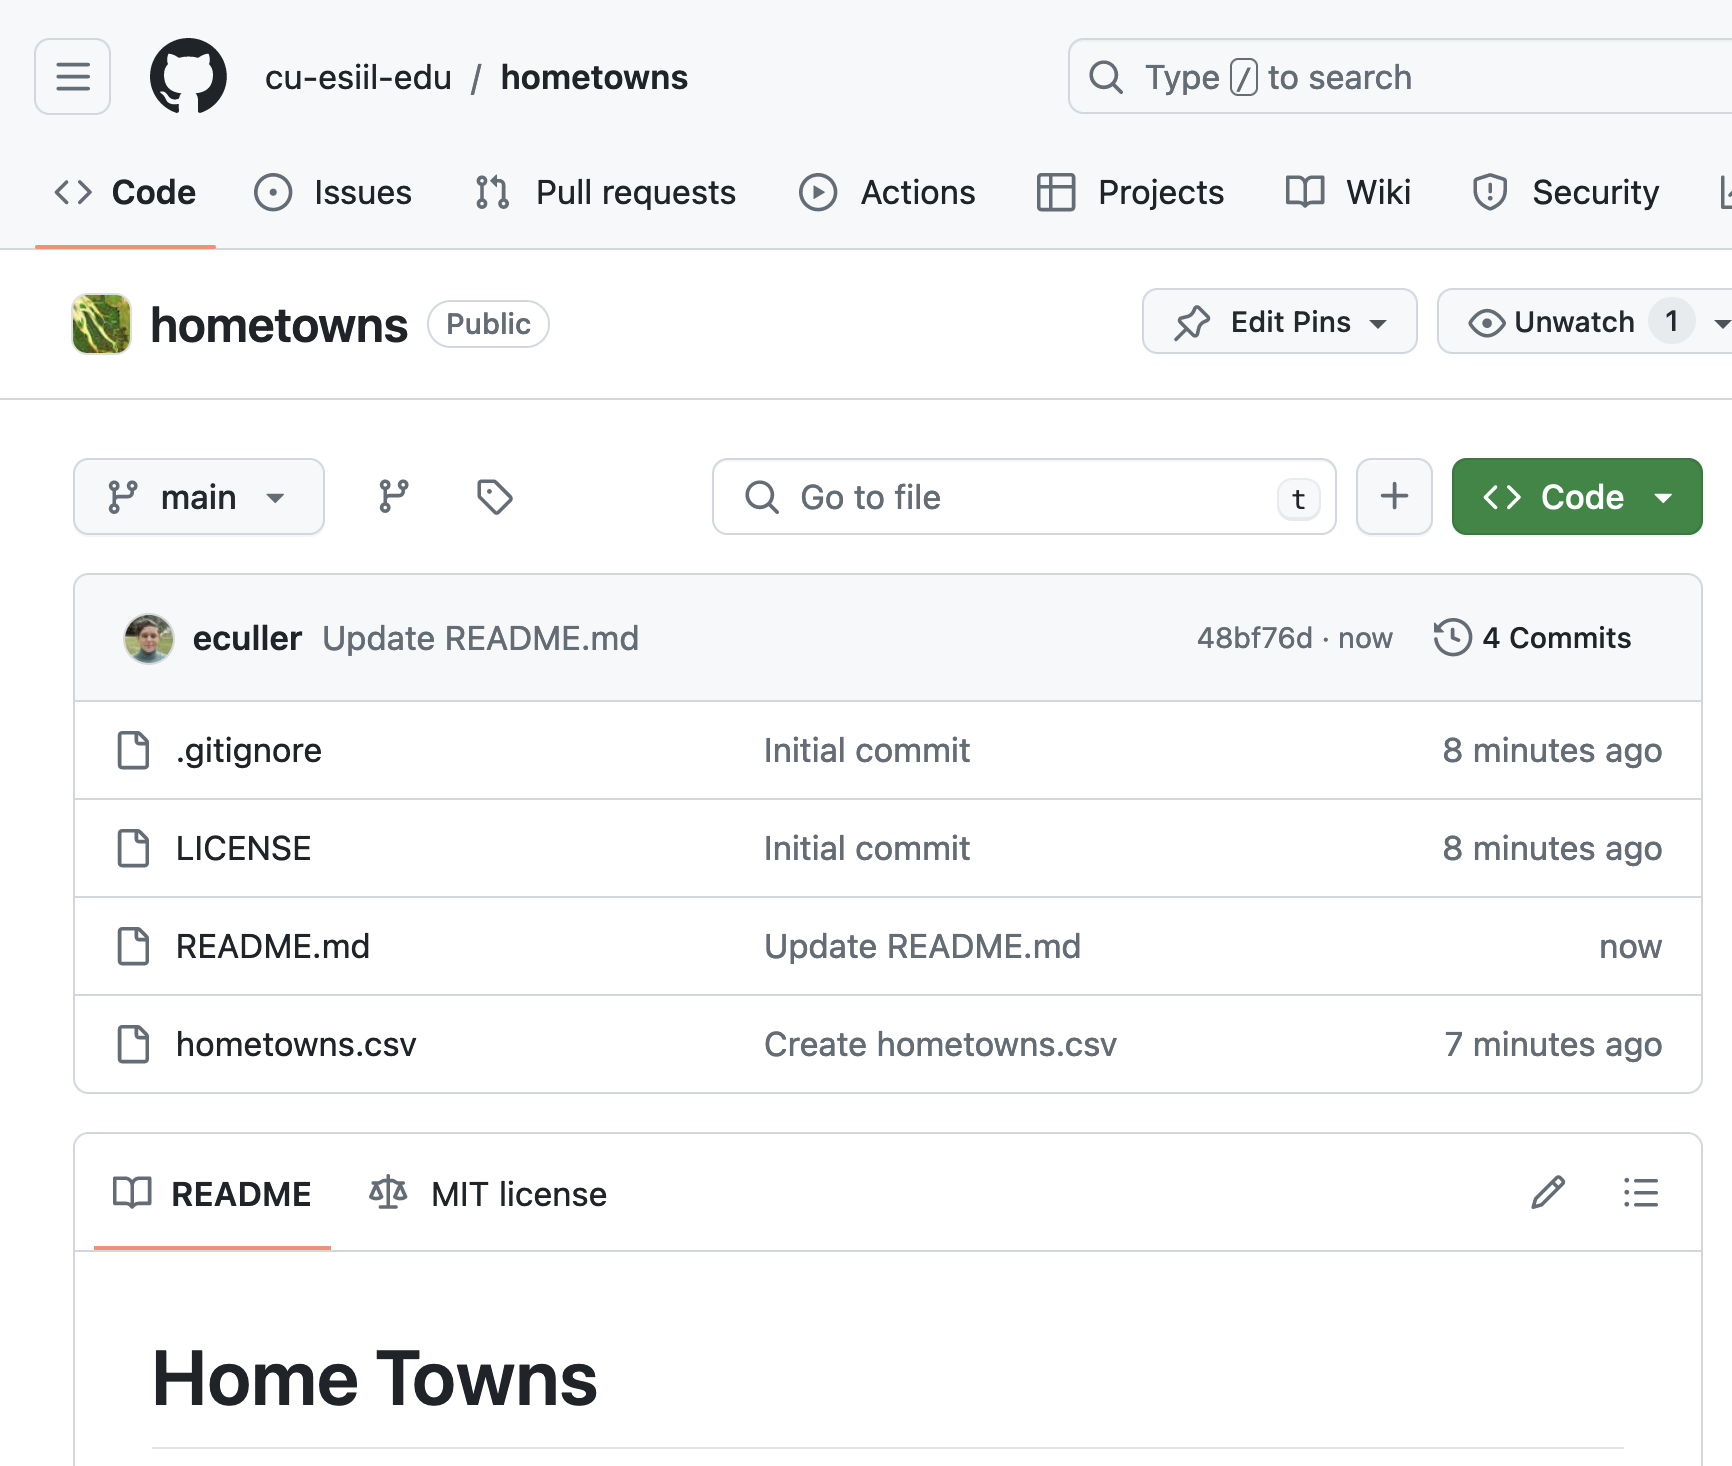 cu-esiil-edu / hometowns
Type / to search
Code Issues Pull requests Actions Projects Wiki Security
hometowns Public
Edit Pins Unwatch 1
main
Go to file t
Code
eculler Update README.md 48bf76d · now 4 Commits
.gitignore Initial commit 8 minutes ago
LICENSE Initial commit 8 minutes ago
README.md Update README.md now
hometowns.csv Create hometowns.csv 7 minutes ago
README MIT license
Home Towns